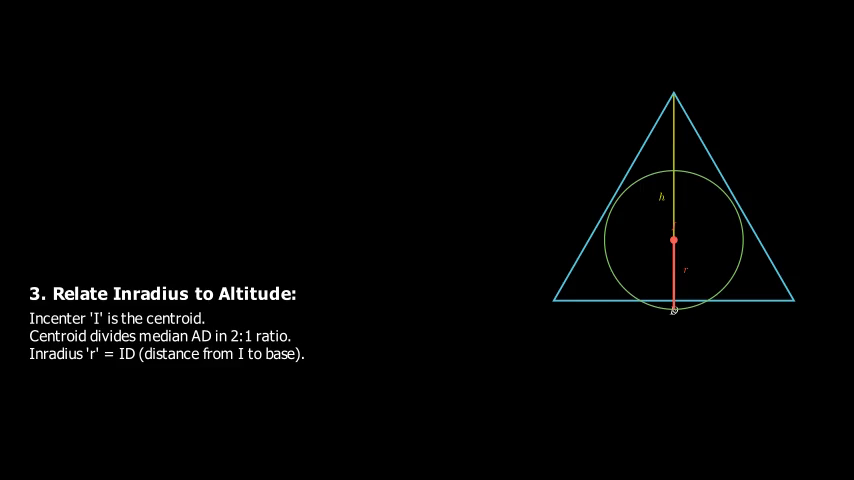 h
I
r
3. Relate Inradius to Altitude:
Incenter 'I' is the centroid.
Centroid divides median AD in 2:1 ratio.
Inradius 'r' = ID (distance from I to base).